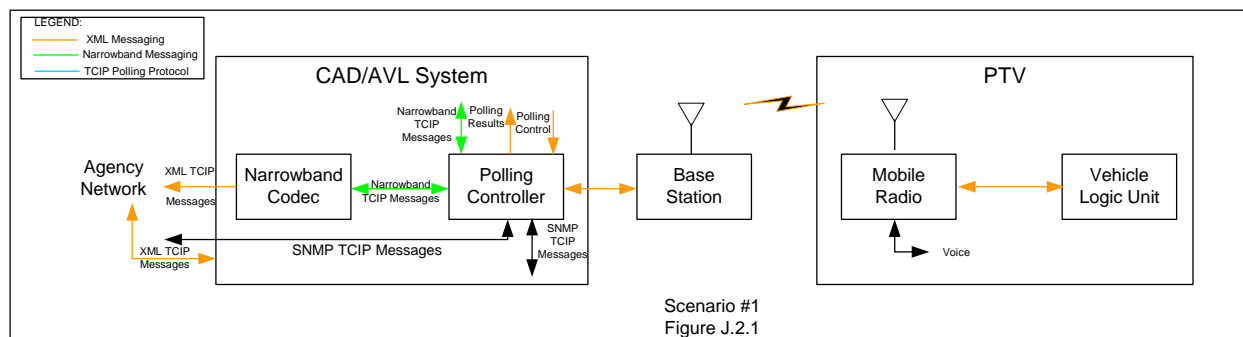 LEGEND:
XML Messaging
Narrowband Messaging
TCIP Polling Protocol
CAD/AVL System
PTV
Narrowband
TCIP
Messages
Polling
Results
Polling
Control
Agency
Network
XML TCIP
Messages
Narrowband
Codec
Narrowband
TCIP Messages
Polling
Controller
Base
Station
Mobile
Radio
Vehicle
Logic Unit
XML TCIP
Messages
SNMP TCIP Messages
SNMP
TCIP
Messages
Voice
Scenario #1
Figure J.2.1